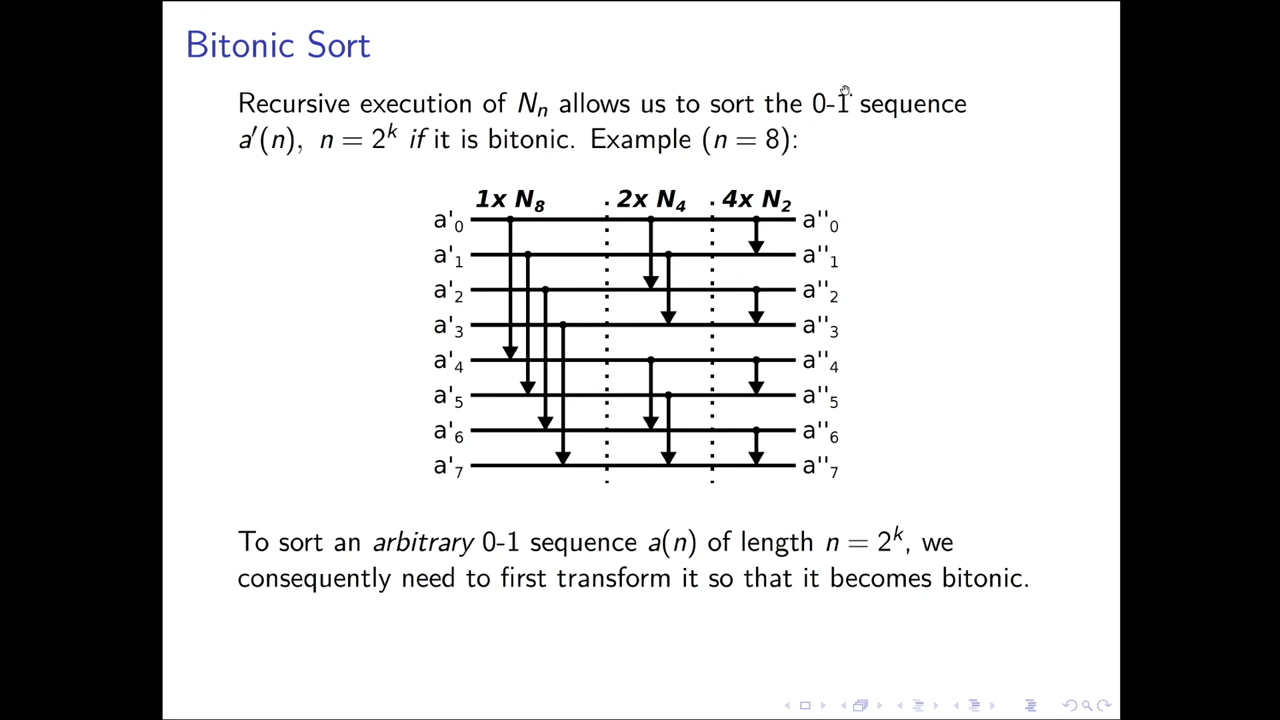 Bitonic Sort
Recursive execution of Nₙ allows us to sort the 0-1 sequence
a′(n), n = 2ᵏ if it is bitonic. Example (n = 8):
1x N₈ 2x N₄ 4x N₂
a'₀ a''₀
a'₁ a''₁
a'₂ a''₂
a'₃ a''₃
a'₄ a''₄
a'₅ a''₅
a'₆ a''₆
a'₇ a''₇
To sort an arbitrary 0-1 sequence a(n) of length n = 2ᵏ, we
consequently need to first transform it so that it becomes bitonic.